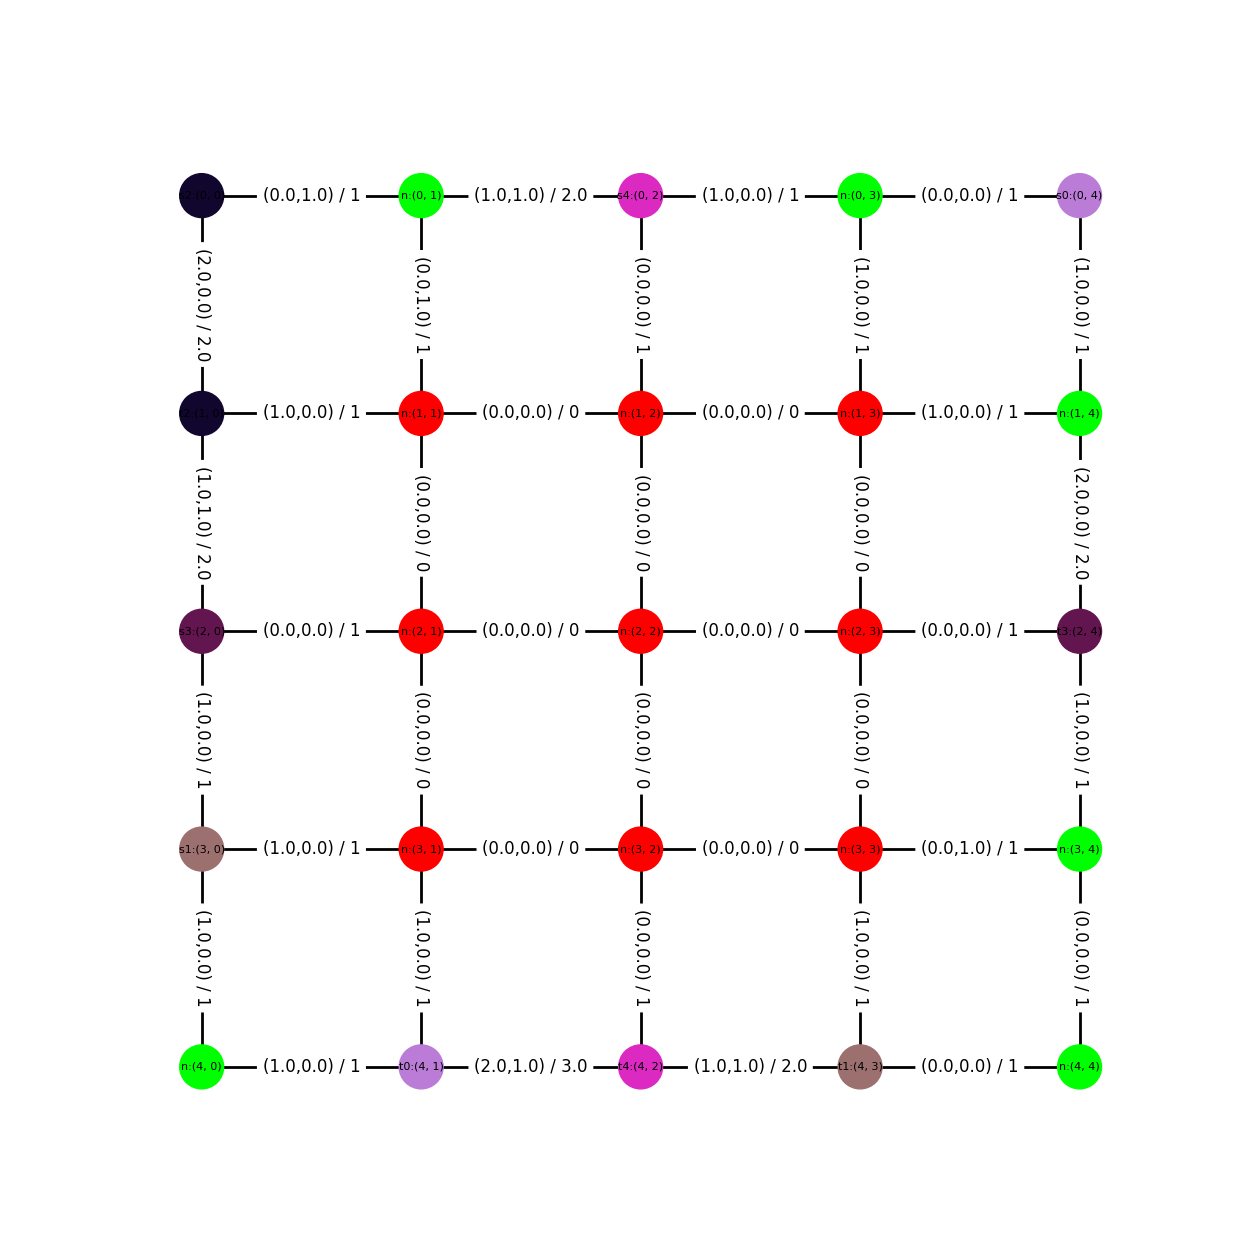 s2:(0, 0) (0.0,1.0) / 1 n:(0, 1) (1.0,1.0) / 2.0 s4:(0, 2) (1.0,0.0) / 1 n:(0, 3) (0.0,0.0) / 1 s0:(0, 4)
(2.0,0.0) / 2.0 (0.0,1.0) / 1 (0.0,0.0) / 1 (1.0,0.0) / 1 (1.0,0.0) / 1
t2:(1, 0) (1.0,0.0) / 1 n:(1, 1) (0.0,0.0) / 0 n:(1, 2) (0.0,0.0) / 0 n:(1, 3) (1.0,0.0) / 1 n:(1, 4)
(1.0,1.0) / 2.0 (0.0,0.0) / 0 (0.0,0.0) / 0 (0.0,0.0) / 0 (2.0,0.0) / 2.0
s3:(2, 0) (0.0,0.0) / 1 n:(2, 1) (0.0,0.0) / 0 n:(2, 2) (0.0,0.0) / 0 n:(2, 3) (0.0,0.0) / 1 t3:(2, 4)
(1.0,0.0) / 1 (0.0,0.0) / 0 (0.0,0.0) / 0 (0.0,0.0) / 0 (1.0,0.0) / 1
s1:(3, 0) (1.0,0.0) / 1 n:(3, 1) (0.0,0.0) / 0 n:(3, 2) (0.0,0.0) / 0 n:(3, 3) (0.0,1.0) / 1 n:(3, 4)
(1.0,0.0) / 1 (1.0,0.0) / 1 (0.0,0.0) / 1 (1.0,0.0) / 1 (0.0,0.0) / 1
n:(4, 0) (1.0,0.0) / 1 t0:(4, 1) (2.0,1.0) / 3.0 t4:(4, 2) (1.0,1.0) / 2.0 t1:(4, 3) (0.0,0.0) / 1 n:(4, 4)